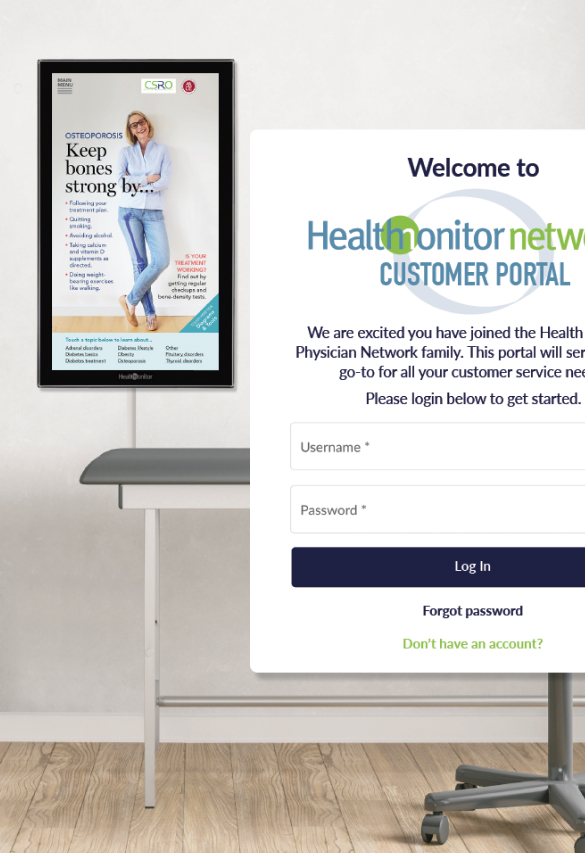 MAIN
MENU
CSRO
OSTEOPOROSIS
Keep
bones
strong by...
• Following your
treatment plan.
• Quitting
smoking.
• Avoiding alcohol.
• Taking calcium
and vitamin D
supplements as
directed.
• Doing weight-
bearing exercises
like walking.
IS YOUR
TREATMENT
WORKING?
Find out by
getting regular
checkups and
bone-density tests.
Touch a topic below to learn about...
Adrenal disorders Diabetes lifestyle Other
Diabetes basics Obesity Pituitary disorders
Diabetes treatment Osteoporosis Thyroid disorders
HealthMonitor
Welcome to
Healthmonitor netw
CUSTOMER PORTAL
We are excited you have joined the Health
Physician Network family. This portal will ser
go-to for all your customer service nee
Please login below to get started.
Username *
Password *
Log In
Forgot password
Don't have an account?